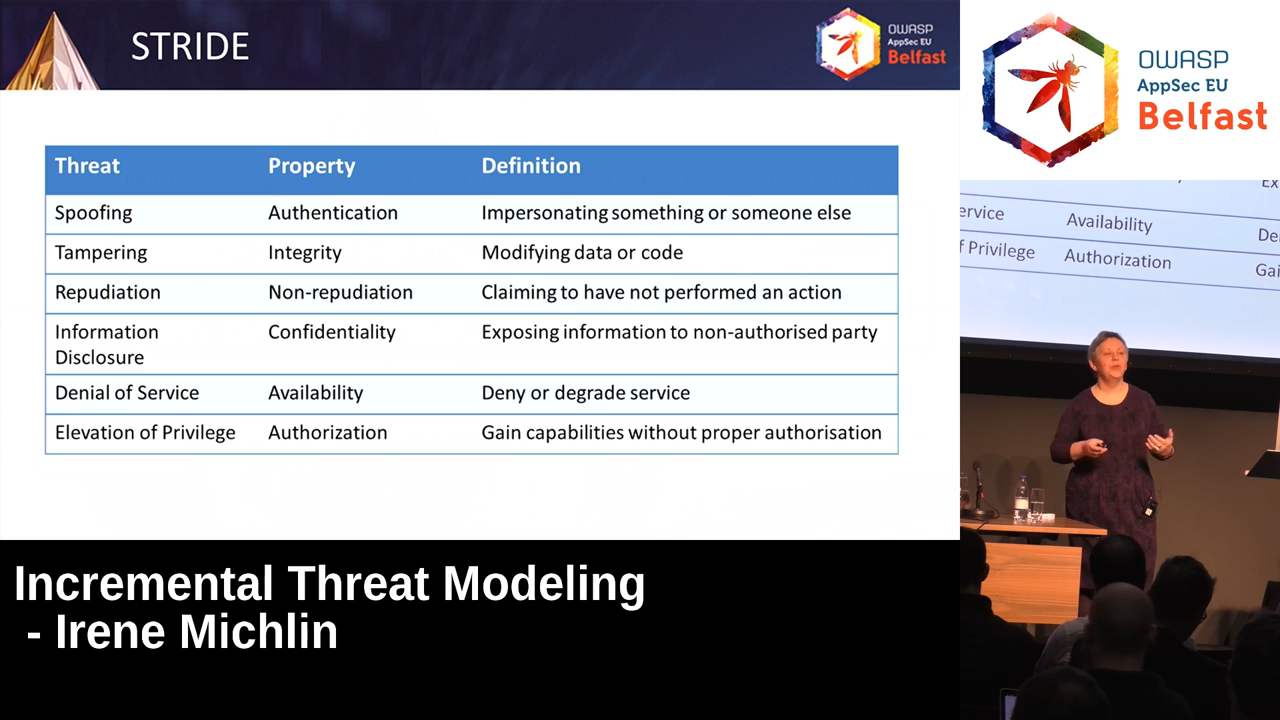 STRIDE
OWASP
AppSec EU
Belfast
Threat Property Definition
Spoofing Authentication Impersonating something or someone else
Tampering Integrity Modifying data or code
Repudiation Non-repudiation Claiming to have not performed an action
Information Disclosure Confidentiality Exposing information to non-authorised party
Denial of Service Availability Deny or degrade service
Elevation of Privilege Authorization Gain capabilities without proper authorisation
OWASP
AppSec EU
Belfast
Ex
ervice Availability De
f Privilege Authorization Gai
Incremental Threat Modeling
- Irene Michlin